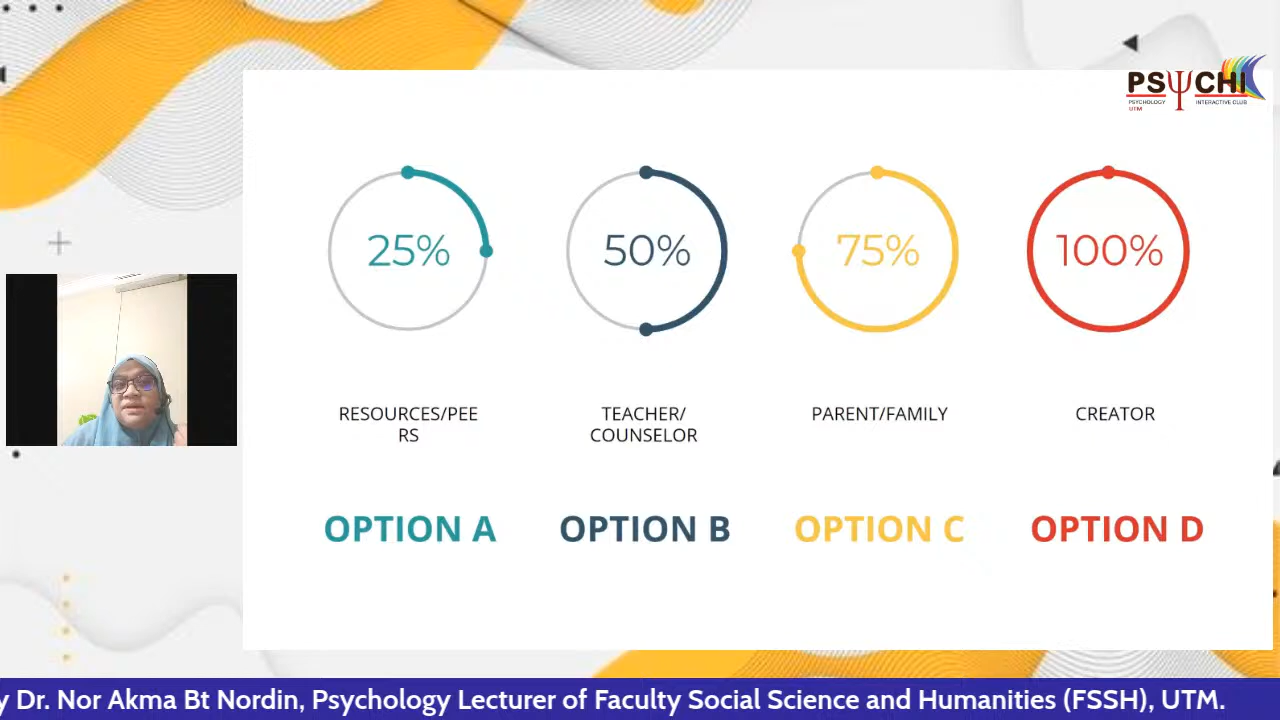 PSYCHI
PSYCHOLOGY INTERACTIVE CLUB
UTM
25% 50% 75% 100%
RESOURCES/PEE
RS
TEACHER/
COUNSELOR
PARENT/FAMILY
CREATOR
OPTION A OPTION B OPTION C OPTION D
y Dr. Nor Akma Bt Nordin, Psychology Lecturer of Faculty Social Science and Humanities (FSSH), UTM.